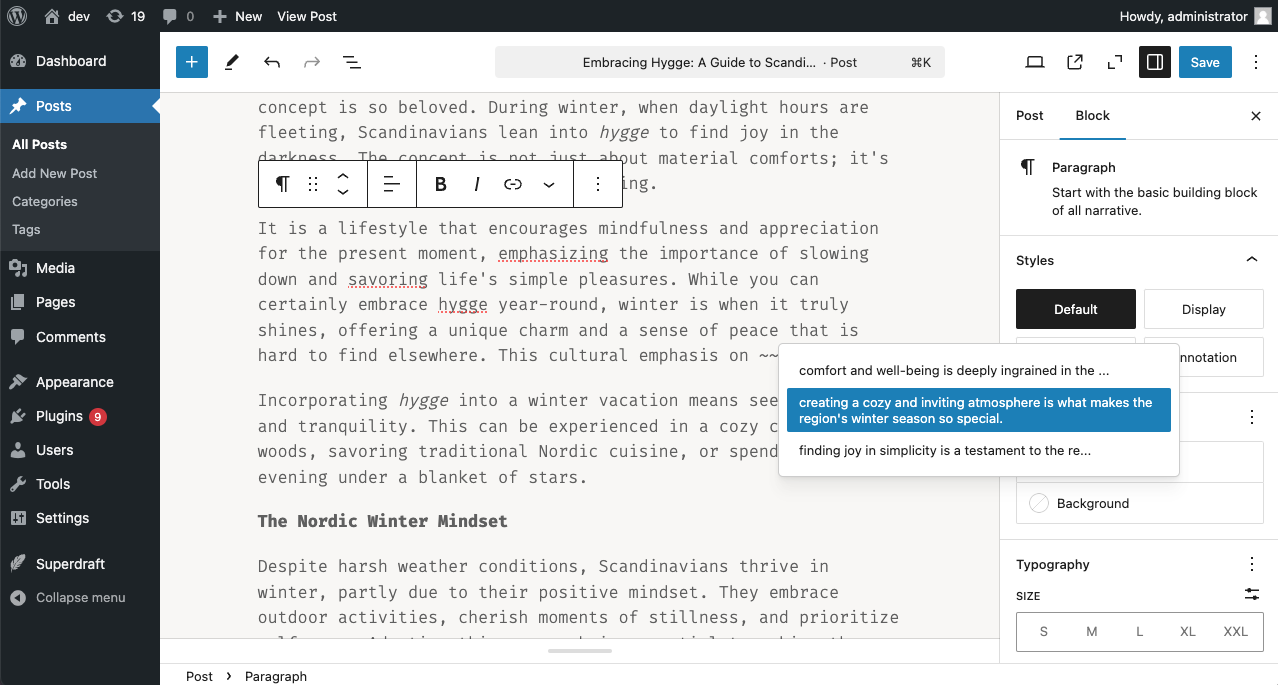 dev 19 0 New View Post Howdy, administrator
Dashboard
Posts
All Posts
Add New Post
Categories
Tags
Media
Pages
Comments
Appearance
Plugins 9
Users
Tools
Settings
Superdraft
Collapse menu
Embracing Hygge: A Guide to Scandi... · Post ⌘K
Save
concept is so beloved. During winter, when daylight hours are
fleeting, Scandinavians lean into hygge to find joy in the
darkness. The concept is not just about material comforts; it's
ing.
B I
It is a lifestyle that encourages mindfulness and appreciation
for the present moment, emphasizing the importance of slowing
down and savoring life's simple pleasures. While you can
certainly embrace hygge year-round, winter is when it truly
shines, offering a unique charm and a sense of peace that is
hard to find elsewhere. This cultural emphasis on ~~
comfort and well-being is deeply ingrained in the ...
creating a cozy and inviting atmosphere is what makes the
region's winter season so special.
finding joy in simplicity is a testament to the re...
Incorporating hygge into a winter vacation means see
and tranquility. This can be experienced in a cozy c
woods, savoring traditional Nordic cuisine, or spend
evening under a blanket of stars.
The Nordic Winter Mindset
Despite harsh weather conditions, Scandinavians thrive in
winter, partly due to their positive mindset. They embrace
outdoor activities, cherish moments of stillness, and prioritize
Post Block
Paragraph
Start with the basic building block
of all narrative.
Styles
Default Display
nnotation
Background
Typography
SIZE
S M L XL XXL
Post › Paragraph